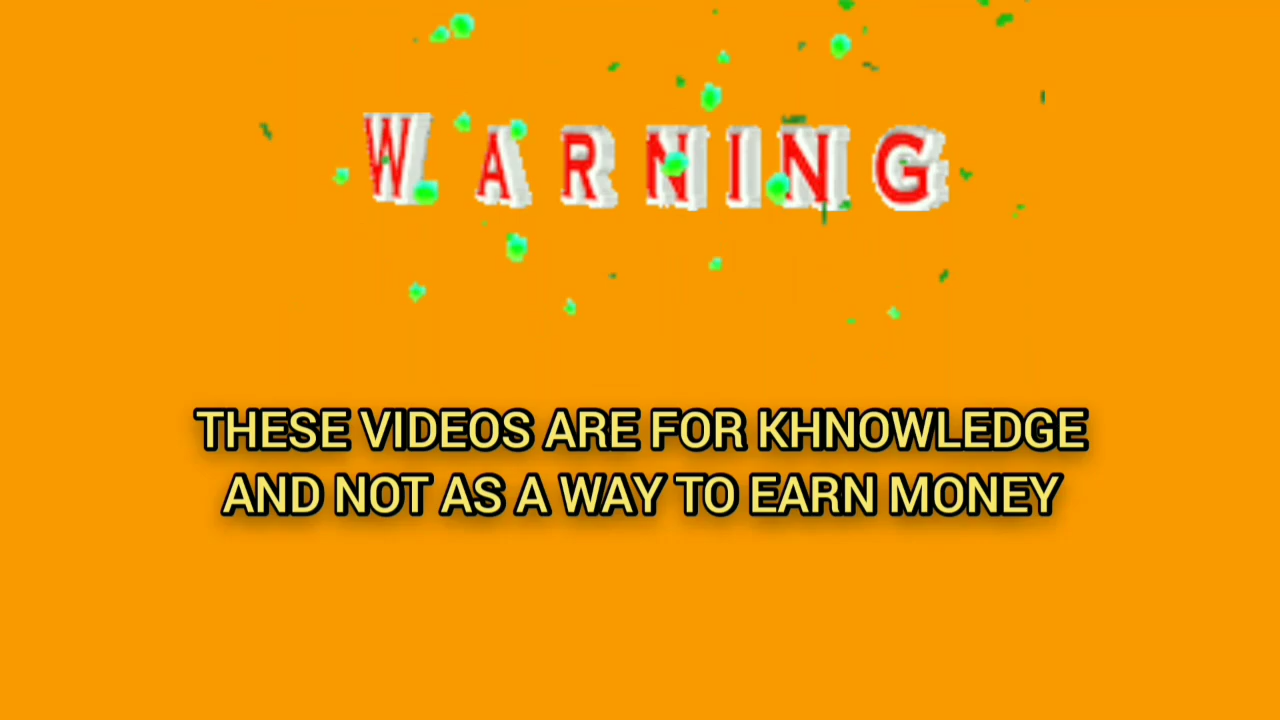 WARNING
THESE VIDEOS ARE FOR KHNOWLEDGE
AND NOT AS A WAY TO EARN MONEY